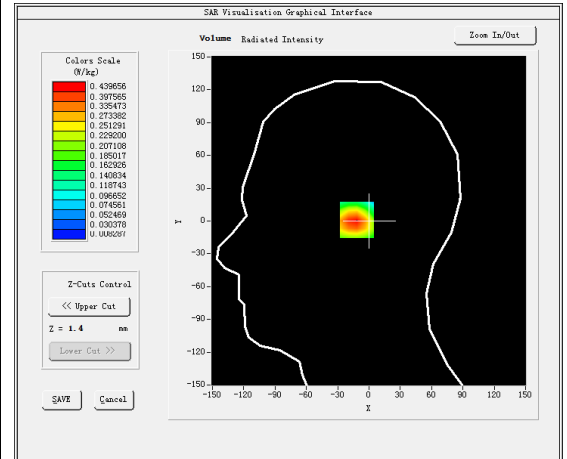 SAR Visualisation Graphical Interface
Volume Radiated Intensity
Zoom In/Out
Colors Scale
(W/kg)
0.439656
0.397565
0.335473
0.273382
0.251291
0.229200
0.207108
0.185017
0.162926
0.140834
0.118743
0.096652
0.074561
0.052469
0.030378
0.008287
Z-Cuts Control
<< Upper Cut
Z = 1.4 mm
Lower Cut >>
SAVE Cancel
150
120
90
60
30
0
-30
-60
-90
-120
-150
Y
-150 -120 -90 -60 -30 0 30 60 90 120 150
X